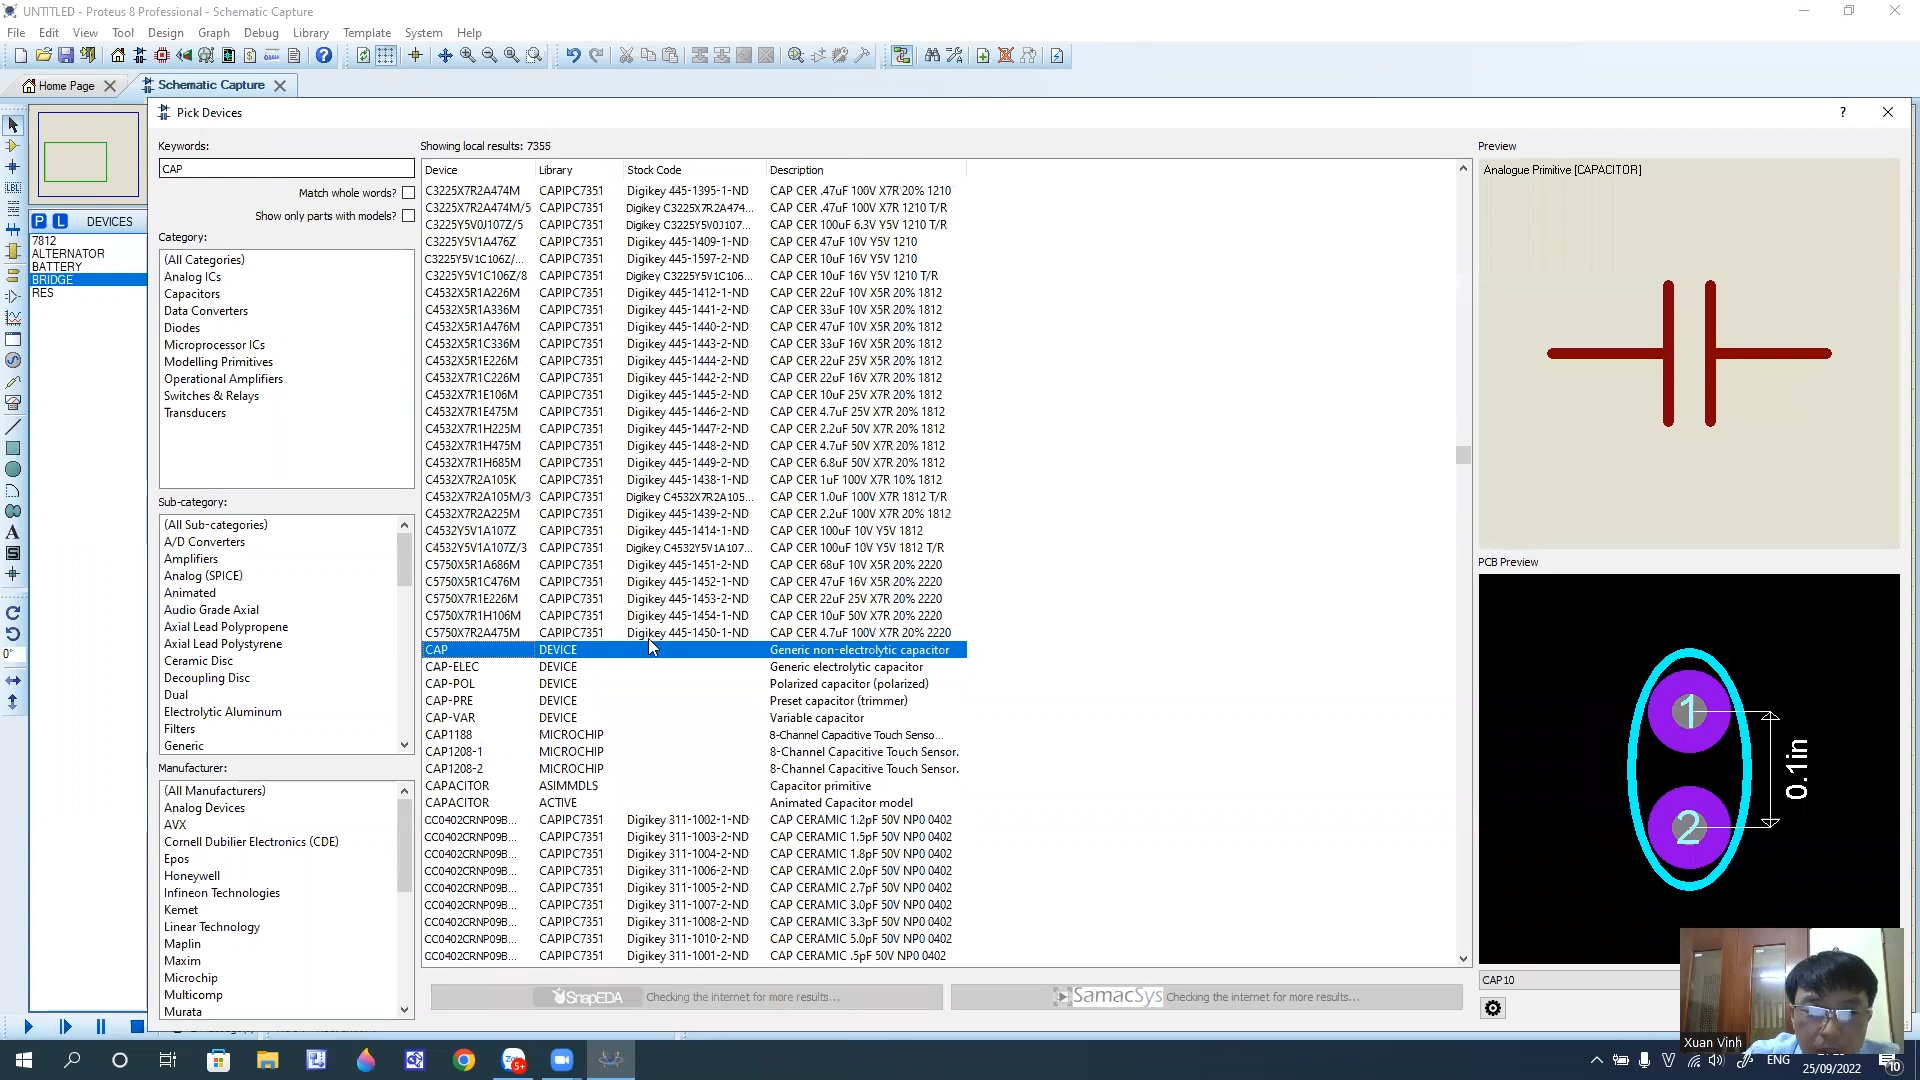 UNTITLED - Proteus 8 Professional - Schematic Capture
File Edit View Tool Design Graph Debug Library Template System Help
Home Page Schematic Capture
Pick Devices
Keywords: Showing local results: 7355 Preview
CAP
Device Library Stock Code Description
Analogue Primitive [CAPACITOR]
Match whole words?
Show only parts with models?
Category:
(All Categories)
Analog ICs
Capacitors
Data Converters
Diodes
Microprocessor ICs
Modelling Primitives
Operational Amplifiers
Switches & Relays
Transducers
P L DEVICES
7812
ALTERNATOR
BATTERY
BRIDGE
RES
LBL
A
S
0°
Sub-category:
(All Sub-categories)
A/D Converters
Amplifiers
Analog (SPICE)
Animated
Audio Grade Axial
Axial Lead Polypropene
Axial Lead Polystyrene
Ceramic Disc
Decoupling Disc
Dual
Electrolytic Aluminum
Filters
Generic
Manufacturer:
(All Manufacturers)
Analog Devices
AVX
Cornell Dubilier Electronics (CDE)
Epos
Honeywell
Infineon Technologies
Kemet
Linear Technology
Maplin
Maxim
Microchip
Multicomp
Murata
C3225X7R2A474M CAPIPC7351 Digikey 445-1395-1-ND CAP CER .47uF 100V X7R 20% 1210
C3225X7R2A474M/5 CAPIPC7351 Digikey C3225X7R2A474... CAP CER .47uF 100V X7R 1210 T/R
C3225Y5V0J107Z/5 CAPIPC7351 Digikey C3225Y5V0J107... CAP CER 100uF 6.3V Y5V 1210 T/R
C3225Y5V1A476Z CAPIPC7351 Digikey 445-1409-1-ND CAP CER 47uF 10V Y5V 1210
C3225Y5V1C106Z/... CAPIPC7351 Digikey 445-1597-2-ND CAP CER 10uF 16V Y5V 1210
C3225Y5V1C106Z/8 CAPIPC7351 Digikey C3225Y5V1C106... CAP CER 10uF 16V Y5V 1210 T/R
C4532X5R1A226M CAPIPC7351 Digikey 445-1412-1-ND CAP CER 22uF 10V X5R 20% 1812
C4532X5R1A336M CAPIPC7351 Digikey 445-1441-2-ND CAP CER 33uF 10V X5R 20% 1812
C4532X5R1A476M CAPIPC7351 Digikey 445-1440-2-ND CAP CER 47uF 10V X5R 20% 1812
C4532X5R1C336M CAPIPC7351 Digikey 445-1443-2-ND CAP CER 33uF 16V X5R 20% 1812
C4532X5R1E226M CAPIPC7351 Digikey 445-1444-2-ND CAP CER 22uF 25V X5R 20% 1812
C4532X7R1C226M CAPIPC7351 Digikey 445-1442-2-ND CAP CER 22uF 16V X7R 20% 1812
C4532X7R1E106M CAPIPC7351 Digikey 445-1445-2-ND CAP CER 10uF 25V X7R 20% 1812
C4532X7R1E475M CAPIPC7351 Digikey 445-1446-2-ND CAP CER 4.7uF 25V X7R 20% 1812
C4532X7R1H225M CAPIPC7351 Digikey 445-1447-2-ND CAP CER 2.2uF 50V X7R 20% 1812
C4532X7R1H475M CAPIPC7351 Digikey 445-1448-2-ND CAP CER 4.7uF 50V X7R 20% 1812
C4532X7R1H685M CAPIPC7351 Digikey 445-1449-2-ND CAP CER 6.8uF 50V X7R 20% 1812
C4532X7R2A105K CAPIPC7351 Digikey 445-1438-1-ND CAP CER 1uF 100V X7R 10% 1812
C4532X7R2A105M/3 CAPIPC7351 Digikey C4532X7R2A105... CAP CER 1.0uF 100V X7R 1812 T/R
C4532X7R2A225M CAPIPC7351 Digikey 445-1439-2-ND CAP CER 2.2uF 100V X7R 20% 1812
C4532Y5V1A107Z CAPIPC7351 Digikey 445-1414-1-ND CAP CER 100uF 10V Y5V 1812
C4532Y5V1A107Z/3 CAPIPC7351 Digikey C4532Y5V1A107... CAP CER 100uF 10V Y5V 1812 T/R
C5750X5R1A686M CAPIPC7351 Digikey 445-1451-2-ND CAP CER 68uF 10V X5R 20% 2220
C5750X5R1C476M CAPIPC7351 Digikey 445-1452-1-ND CAP CER 47uF 16V X5R 20% 2220
C5750X7R1E226M CAPIPC7351 Digikey 445-1453-2-ND CAP CER 22uF 25V X7R 20% 2220
C5750X7R1H106M CAPIPC7351 Digikey 445-1454-1-ND CAP CER 10uF 50V X7R 20% 2220
C5750X7R2A475M CAPIPC7351 Digikey 445-1450-1-ND CAP CER 4.7uF 100V X7R 20% 2220
CAP DEVICE Generic non-electrolytic capacitor
CAP-ELEC DEVICE Generic electrolytic capacitor
CAP-POL DEVICE Polarized capacitor (polarized)
CAP-PRE DEVICE Preset capacitor (trimmer)
CAP-VAR DEVICE Variable capacitor
CAP1188 MICROCHIP 8-Channel Capacitive Touch Senso...
CAP1208-1 MICROCHIP 8-Channel Capacitive Touch Sensor.
CAP1208-2 MICROCHIP 8-Channel Capacitive Touch Sensor.
CAPACITOR ASIMMDLS Capacitor primitive
CAPACITOR ACTIVE Animated Capacitor model
CC0402CRNP09B... CAPIPC7351 Digikey 311-1002-1-ND CAP CERAMIC 1.2pF 50V NP0 0402
CC0402CRNP09B... CAPIPC7351 Digikey 311-1003-2-ND CAP CERAMIC 1.5pF 50V NP0 0402
CC0402CRNP09B... CAPIPC7351 Digikey 311-1004-2-ND CAP CERAMIC 1.8pF 50V NP0 0402
CC0402CRNP09B... CAPIPC7351 Digikey 311-1006-2-ND CAP CERAMIC 2.0pF 50V NP0 0402
CC0402CRNP09B... CAPIPC7351 Digikey 311-1005-2-ND CAP CERAMIC 2.7pF 50V NP0 0402
CC0402CRNP09B... CAPIPC7351 Digikey 311-1007-2-ND CAP CERAMIC 3.0pF 50V NP0 0402
CC0402CRNP09B... CAPIPC7351 Digikey 311-1008-2-ND CAP CERAMIC 3.3pF 50V NP0 0402
CC0402CRNP09B... CAPIPC7351 Digikey 311-1010-2-ND CAP CERAMIC 5.0pF 50V NP0 0402
CC0402CRNP09B... CAPIPC7351 Digikey 311-1001-2-ND CAP CERAMIC .5pF 50V NP0 0402
SnapEDA Checking the internet for more results...
SamacSys Checking the internet for more results...
PCB Preview
1
2
0.1in
CAP10
Xuan Vinh
Zalo 5+
ENG
25/09/2022
10